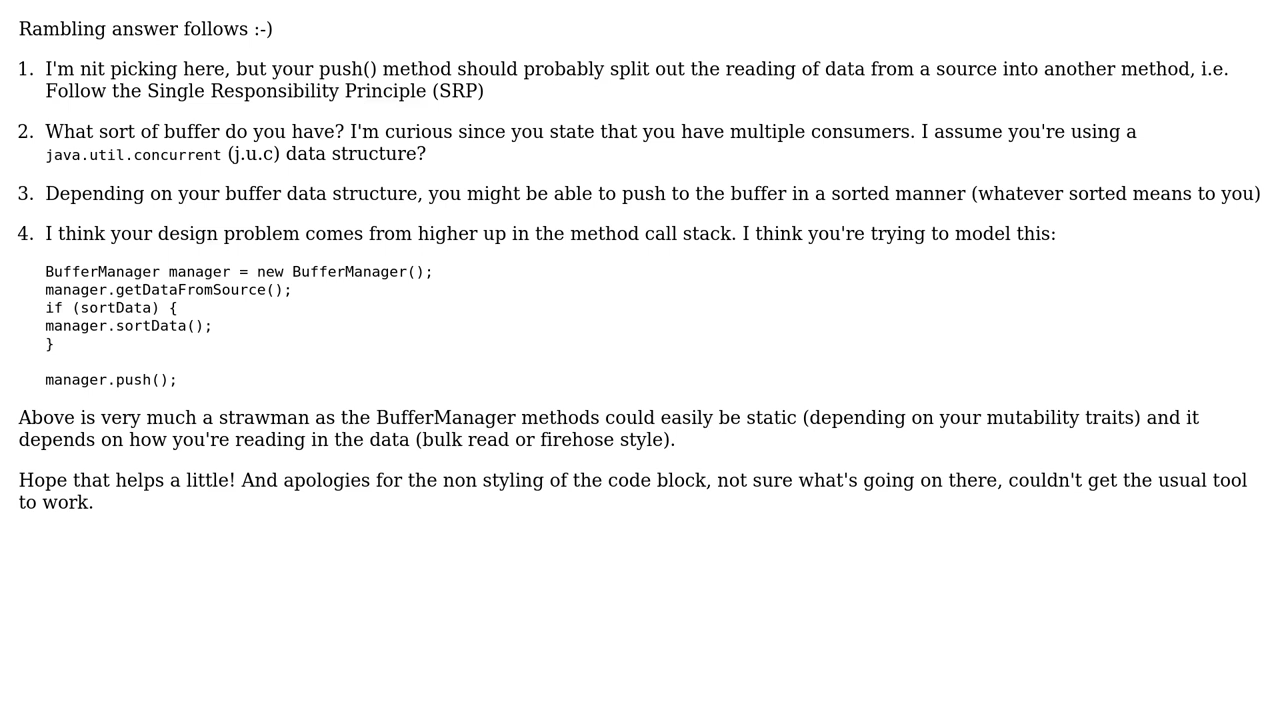 Rambling answer follows :-)
1. I'm nit picking here, but your push() method should probably split out the reading of data from a source into another method, i.e.
Follow the Single Responsibility Principle (SRP)
2. What sort of buffer do you have? I'm curious since you state that you have multiple consumers. I assume you're using a
java.util.concurrent (j.u.c) data structure?
3. Depending on your buffer data structure, you might be able to push to the buffer in a sorted manner (whatever sorted means to you)
4. I think your design problem comes from higher up in the method call stack. I think you're trying to model this:
BufferManager manager = new BufferManager();
manager.getDataFromSource();
if (sortData) {
manager.sortData();
}
manager.push();
Above is very much a strawman as the BufferManager methods could easily be static (depending on your mutability traits) and it
depends on how you're reading in the data (bulk read or firehose style).
Hope that helps a little! And apologies for the non styling of the code block, not sure what's going on there, couldn't get the usual tool
to work.